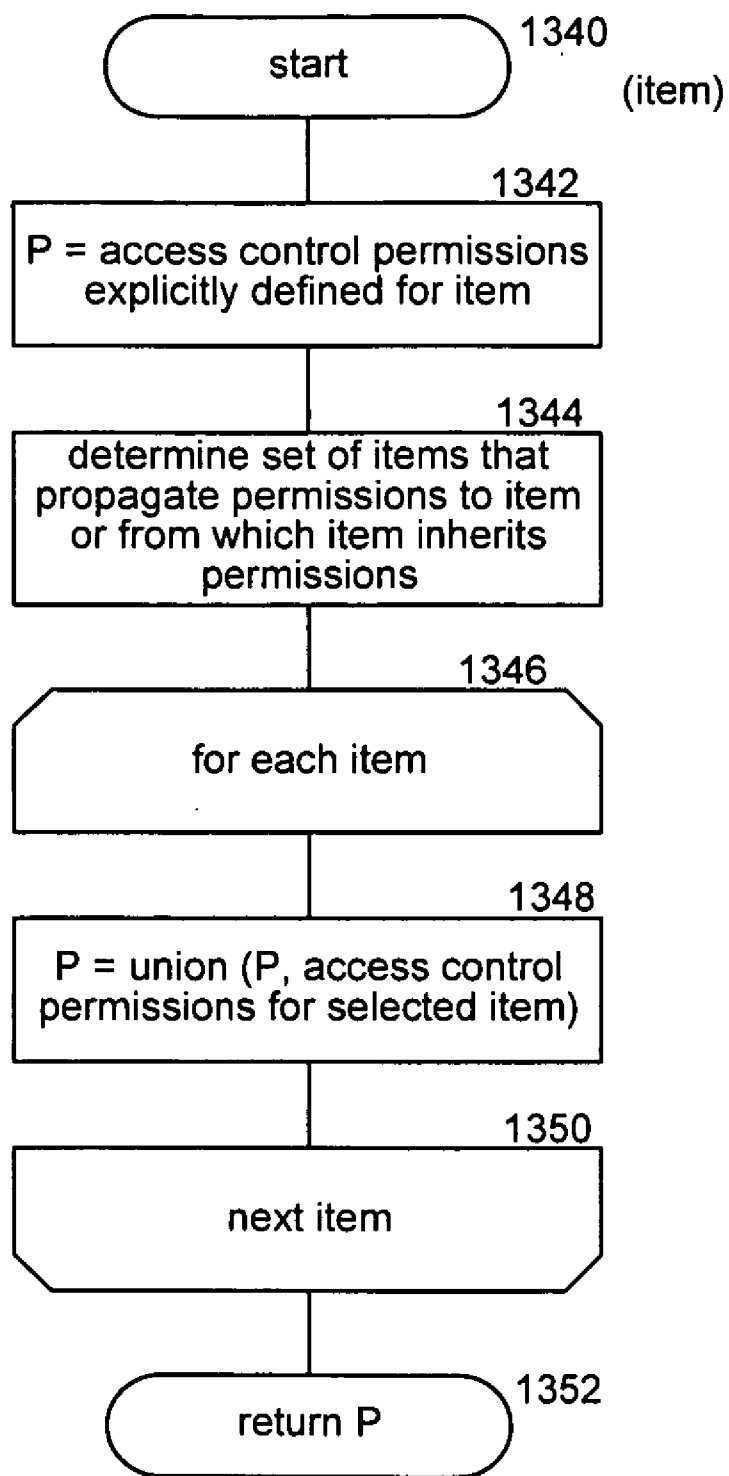 1340
start
(item)
1342
P = access control permissions
explicitly defined for item
1344
determine set of items that
propagate permissions to item
or from which item inherits
permissions
1346
for each item
1348
P = union (P, access control
permissions for selected item)
1350
next item
1352
return P